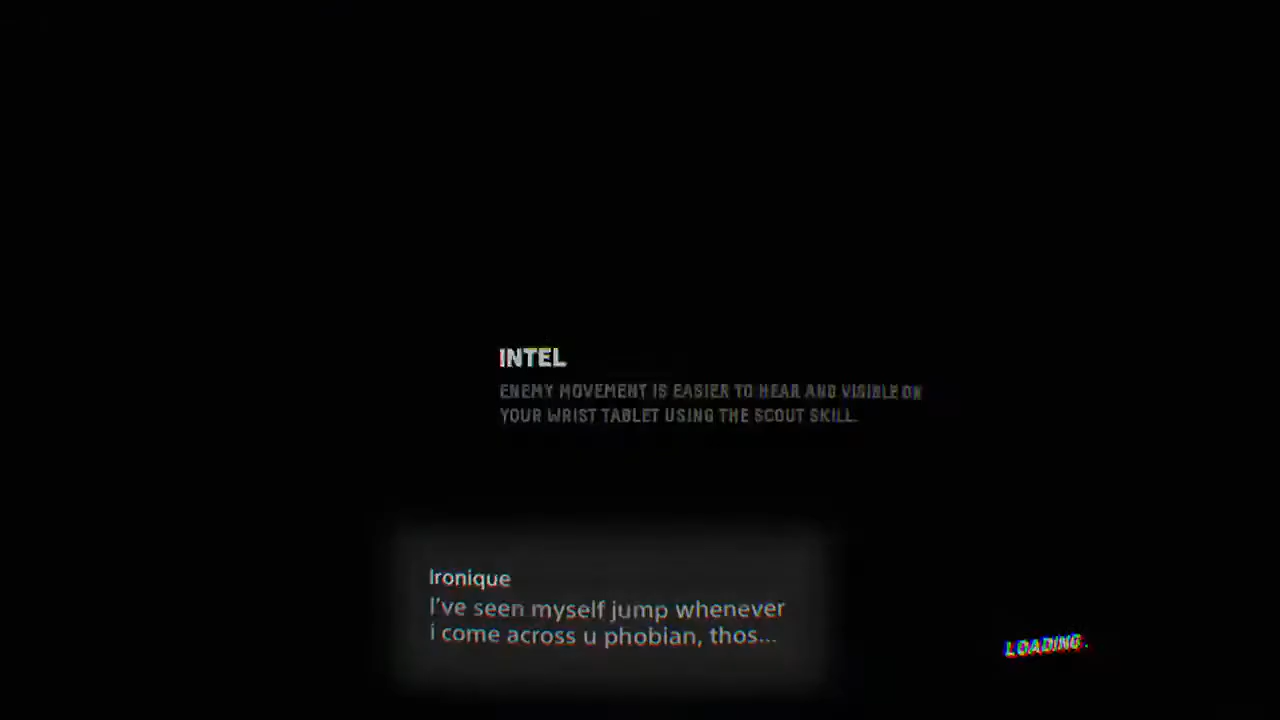 INTEL
ENEMY MOVEMENT IS EASIER TO HEAR AND VISIBLE ON
YOUR WRIST TABLET USING THE SCOUT SKILL.
Ironique
I've seen myself jump whenever
i come across u phobian, thos...
LOADING.